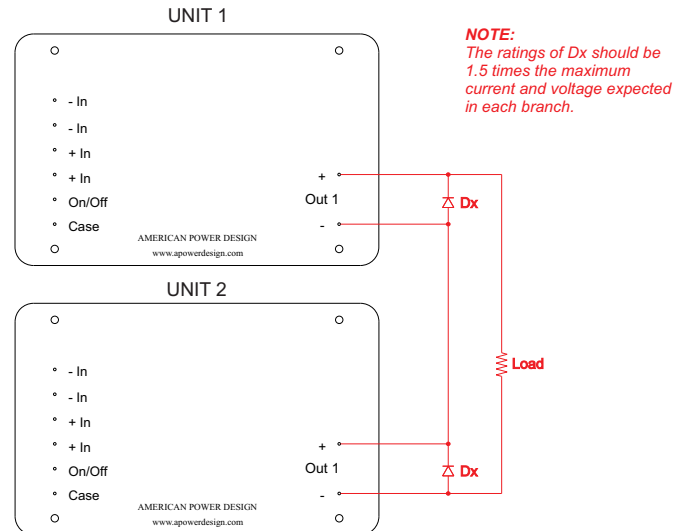 UNIT 1
NOTE:
The ratings of Dx should be
1.5 times the maximum
current and voltage expected
in each branch.
- In
- In
+ In
+ In
On/Off
Case
+
Out 1
-
Dx
AMERICAN POWER DESIGN
www.apowerdesign.com
UNIT 2
- In
- In
+ In
+ In
On/Off
Case
+
Out 1
-
Dx
Load
AMERICAN POWER DESIGN
www.apowerdesign.com